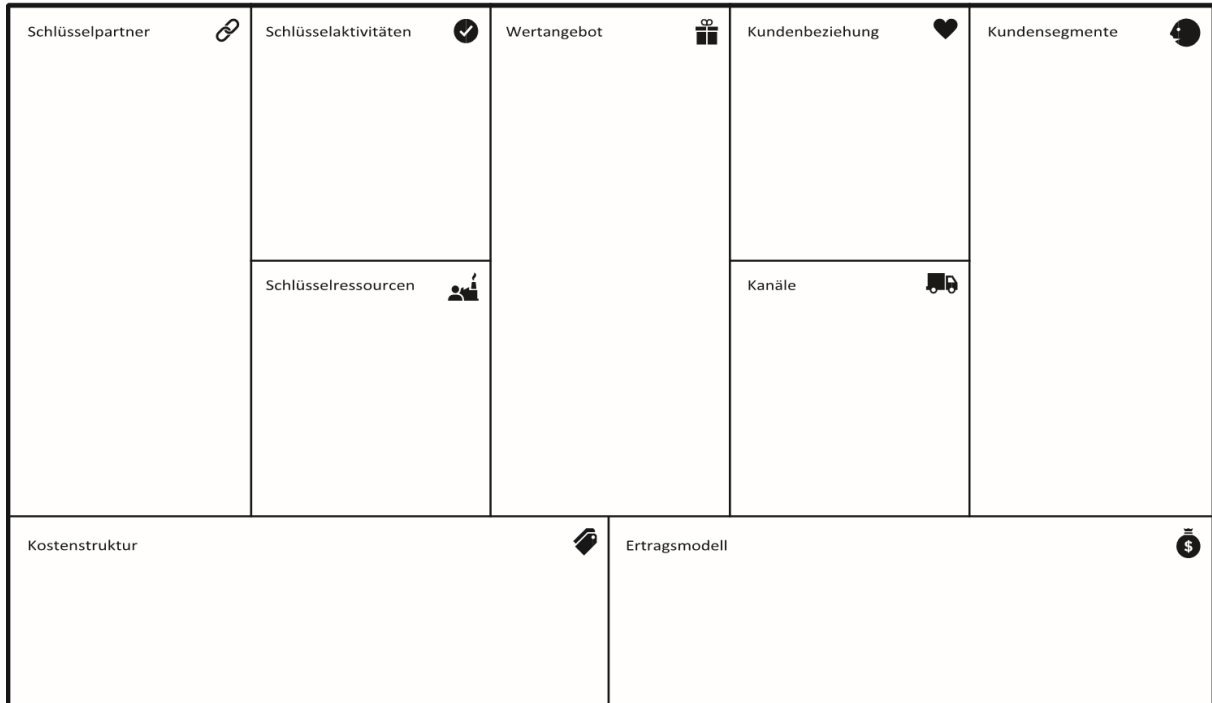 Schlüsselpartner
Schlüsselaktivitäten
Wertangebot
Kundenbeziehung
Kundensegmente
Schlüsselressourcen
Kanäle
Kostenstruktur
Ertragsmodell
$